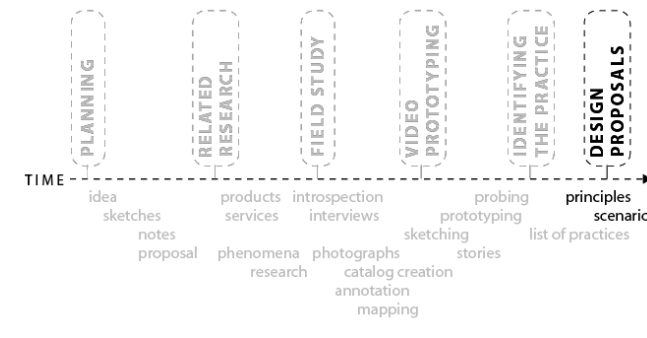 PLANNING
RELATED
RESEARCH
FIELD STUDY
VIDEO
PROTOTYPING
IDENTIFYING
THE PRACTICE
DESIGN
PROPOSALS
TIME
idea
sketches
notes
proposal
products
services
phenomena
research
introspection
interviews
photographs
catalog creation
annotation
mapping
probing
prototyping
sketching
stories
principles
scenario
list of practices